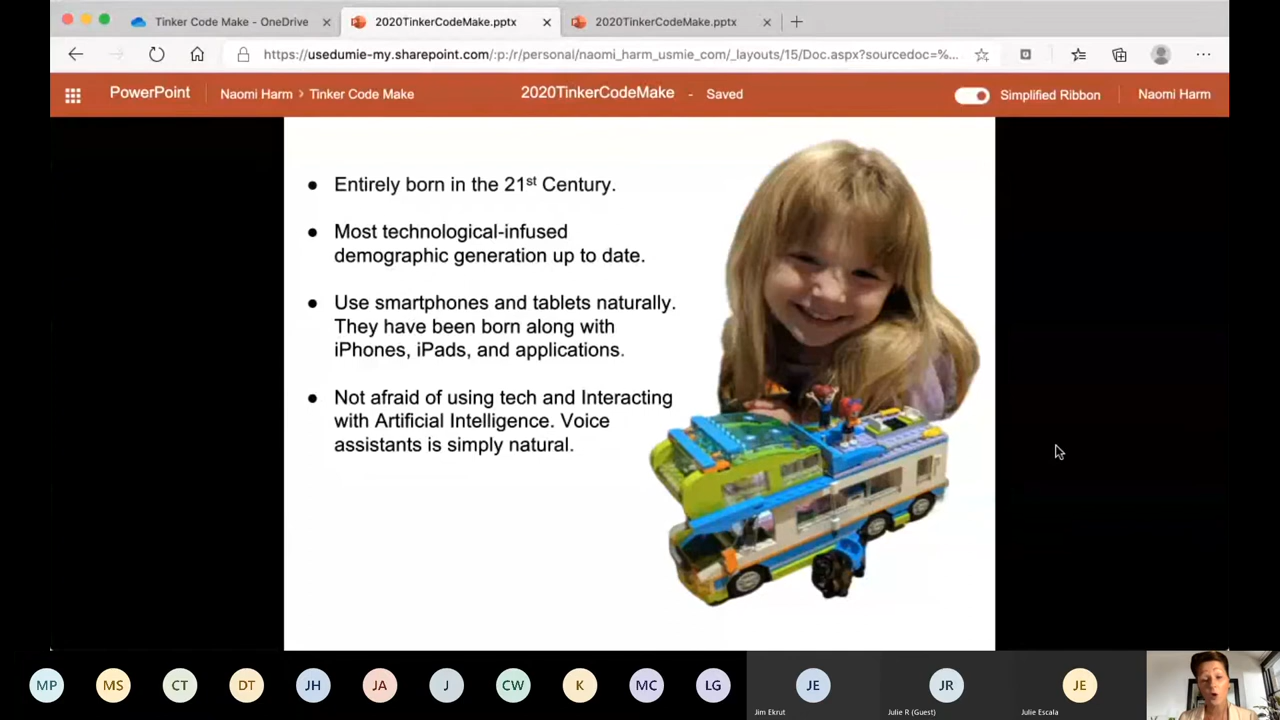 Tinker Code Make - OneDrive
2020TinkerCodeMake.pptx
2020TinkerCodeMake.pptx
https://usedumie-my.sharepoint.com/:p:/r/personal/naomi_harm_usmie_com/_layouts/15/Doc.aspx?sourcedoc=%...
PowerPoint
Naomi Harm > Tinker Code Make
2020TinkerCodeMake - Saved
Simplified Ribbon
Naomi Harm
• Entirely born in the 21st Century.
• Most technological-infused
demographic generation up to date.
• Use smartphones and tablets naturally.
They have been born along with
iPhones, iPads, and applications.
• Not afraid of using tech and Interacting
with Artificial Intelligence. Voice
assistants is simply natural.
MP
MS
CT
DT
JH
JA
J
CW
K
MC
LG
JE
JR
JE
Jim Ekrut
Julie R (Guest)
Julie Escala